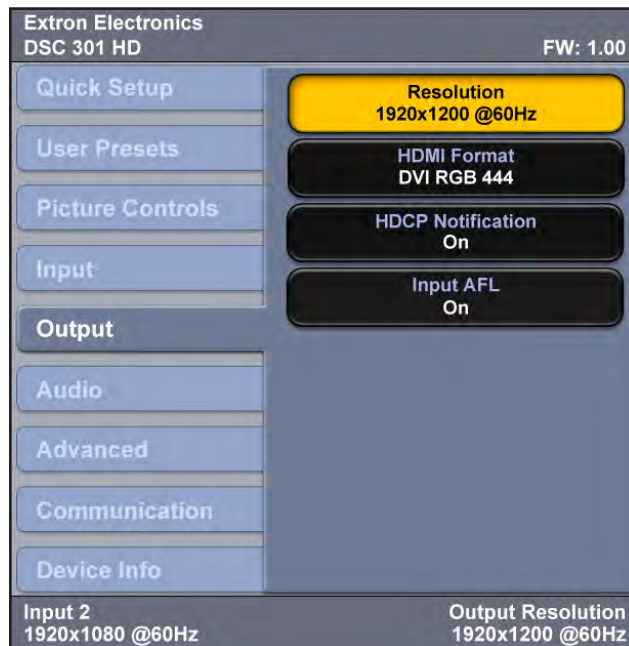 Extron Electronics
DSC 301 HD
FW: 1.00
Quick Setup
User Presets
Picture Controls
Input
Output
Audio
Advanced
Communication
Device Info
Resolution
1920x1200 @60Hz
HDMI Format
DVI RGB 444
HDCP Notification
On
Input AFL
On
Input 2
1920x1080 @60Hz
Output Resolution
1920x1200 @60Hz